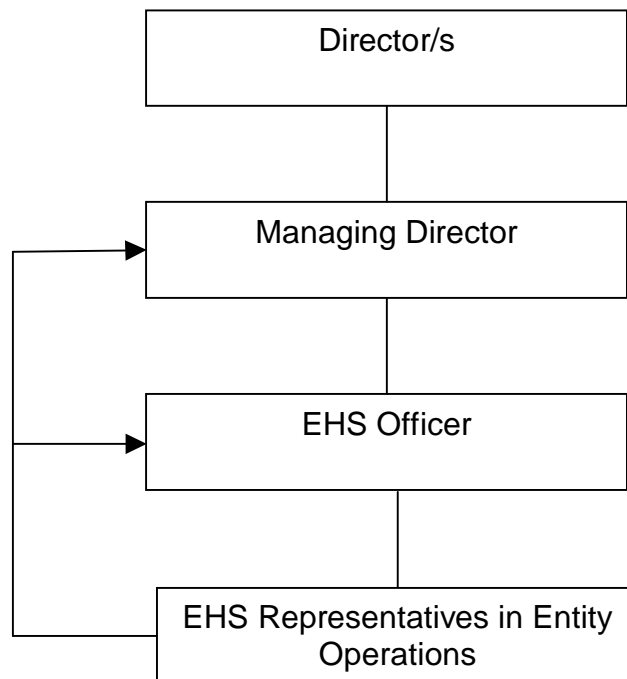 Director/s
Managing Director
EHS Officer
EHS Representatives in Entity
Operations